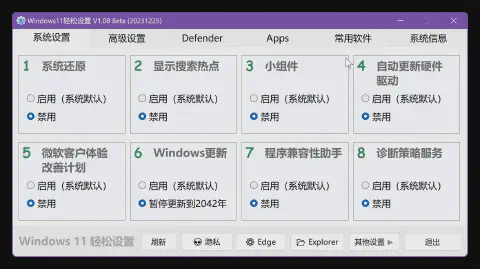 Windows11轻松设置 V1.08 Beta (20231225)
系统设置 高级设置 Defender Apps 常用软件 系统信息
1 系统还原
启用（系统默认）
禁用
2 显示搜索热点
启用（系统默认）
禁用
3 小组件
启用（系统默认）
禁用
4 自动更新硬件
驱动
启用（系统默认）
禁用
5 微软客户体验
改善计划
启用（系统默认）
禁用
6 Windows更新
启用（系统默认）
暂停更新到2042年
7 程序兼容性助手
启用（系统默认）
禁用
8 诊断策略服务
启用（系统默认）
禁用
Windows 11 轻松设置 刷新 隐私 Edge Explorer 其他设置 退出